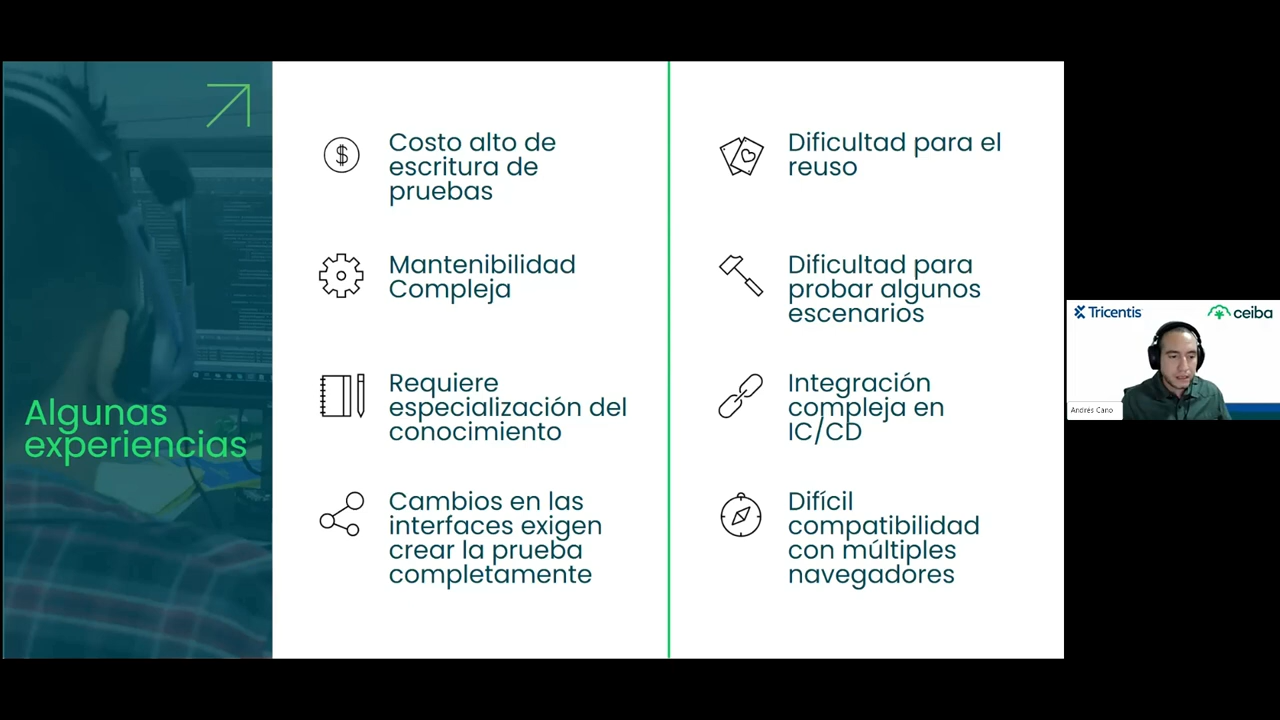 Algunas
experiencias
$
Costo alto de
escritura de
pruebas
Mantenibilidad
Compleja
Requiere
especialización del
conocimiento
Cambios en las
interfaces exigen
crear la prueba
completamente
Dificultad para el
reuso
Dificultad para
probar algunos
escenarios
Integración
compleja en
IC/CD
Difícil
compatibilidad
con múltiples
navegadores
Tricentis
ceiba
Andrés Cano